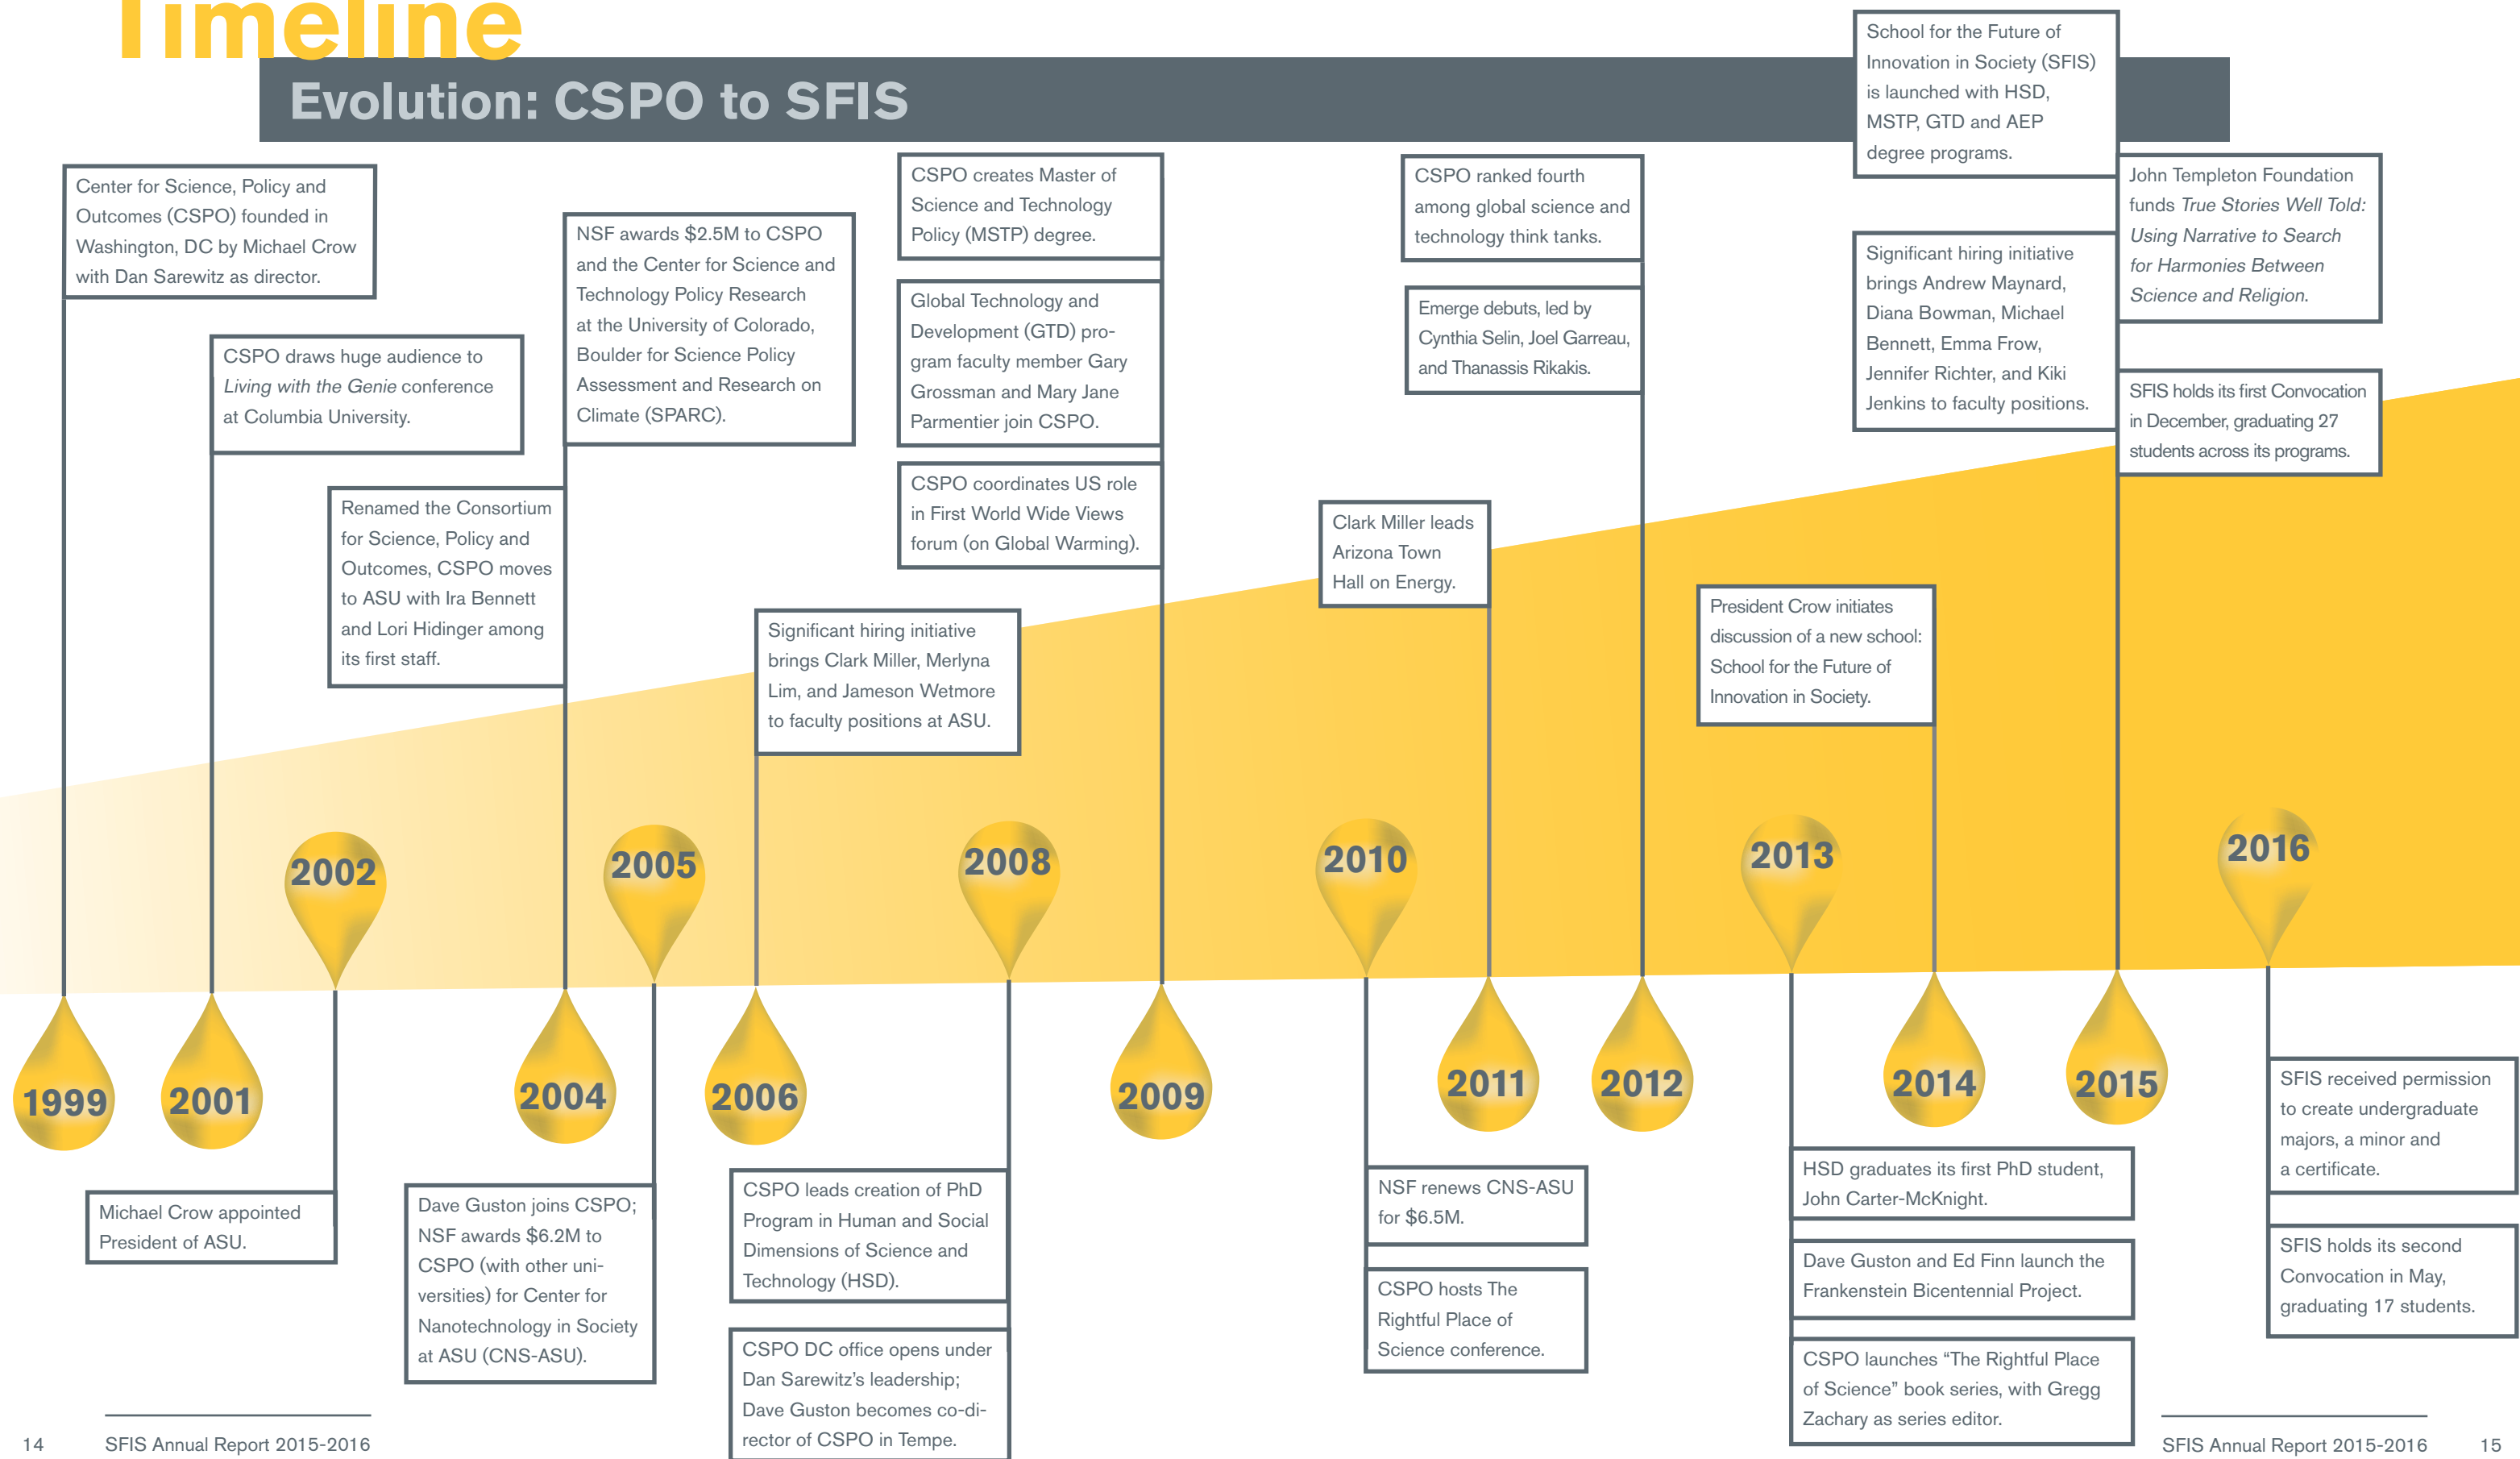 Timeline
Evolution: CSPO to SFIS
Center for Science, Policy and
Outcomes (CSPO) founded in
Washington, DC by Michael Crow
with Dan Sarewitz as director.
CSPO draws huge audience to
Living with the Genie conference
at Columbia University.
Renamed the Consortium
for Science, Policy and
Outcomes, CSPO moves
to ASU with Ira Bennett
and Lori Hidinger among
its first staff.
NSF awards $2.5M to CSPO
and the Center for Science and
Technology Policy Research
at the University of Colorado,
Boulder for Science Policy
Assessment and Research on
Climate (SPARC).
Significant hiring initiative
brings Clark Miller, Merlyna
Lim, and Jameson Wetmore
to faculty positions at ASU.
CSPO creates Master of
Science and Technology
Policy (MSTP) degree.
Global Technology and
Development (GTD) pro-
gram faculty member Gary
Grossman and Mary Jane
Parmentier join CSPO.
CSPO coordinates US role
in First World Wide Views
forum (on Global Warming).
Clark Miller leads
Arizona Town
Hall on Energy.
CSPO ranked fourth
among global science and
technology think tanks.
Emerge debuts, led by
Cynthia Selin, Joel Garreau,
and Thanassis Rikakis.
President Crow initiates
discussion of a new school:
School for the Future of
Innovation in Society.
School for the Future of
Innovation in Society (SFIS)
is launched with HSD,
MSTP, GTD and AEP
degree programs.
Significant hiring initiative
brings Andrew Maynard,
Diana Bowman, Michael
Bennett, Emma Frow,
Jennifer Richter, and Kiki
Jenkins to faculty positions.
John Templeton Foundation
funds True Stories Well Told:
Using Narrative to Search
for Harmonies Between
Science and Religion.
SFIS holds its first Convocation
in December, graduating 27
students across its programs.
2002
2005
2008
2010
2013
2016
1999
2001
2004
2006
2009
2011
2012
2014
2015
Michael Crow appointed
President of ASU.
Dave Guston joins CSPO;
NSF awards $6.2M to
CSPO (with other uni-
versities) for Center for
Nanotechnology in Society
at ASU (CNS-ASU).
CSPO leads creation of PhD
Program in Human and Social
Dimensions of Science and
Technology (HSD).
CSPO DC office opens under
Dan Sarewitz’s leadership;
Dave Guston becomes co-di-
rector of CSPO in Tempe.
NSF renews CNS-ASU
for $6.5M.
CSPO hosts The
Rightful Place of
Science conference.
HSD graduates its first PhD student,
John Carter-McKnight.
Dave Guston and Ed Finn launch the
Frankenstein Bicentennial Project.
CSPO launches “The Rightful Place
of Science” book series, with Gregg
Zachary as series editor.
SFIS received permission
to create undergraduate
majors, a minor and
a certificate.
SFIS holds its second
Convocation in May,
graduating 17 students.
14 SFIS Annual Report 2015-2016
SFIS Annual Report 2015-2016 15